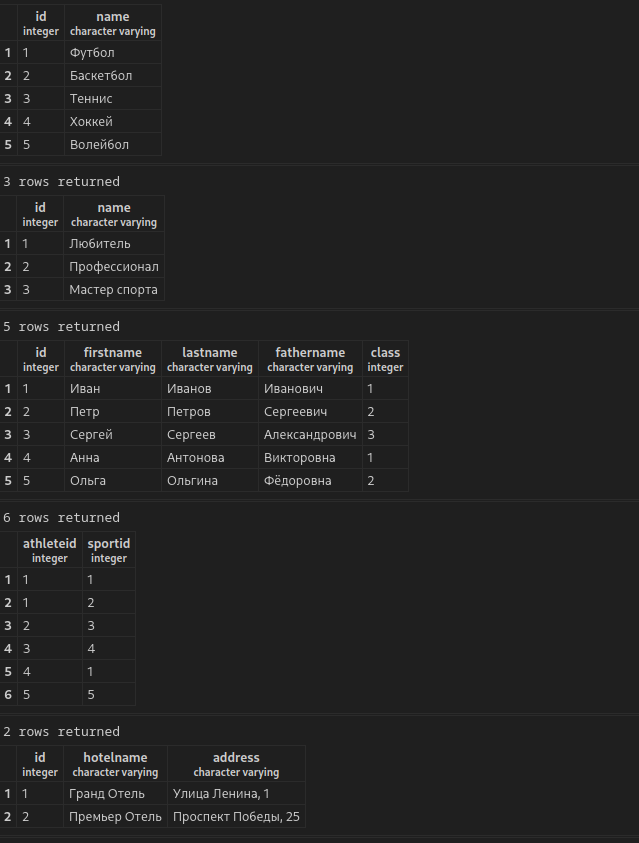 id name
integer character varying
1 1 Футбол
2 2 Баскетбол
3 3 Теннис
4 4 Хоккей
5 5 Волейбол
3 rows returned
id name
integer character varying
1 1 Любитель
2 2 Профессионал
3 3 Мастер спорта
5 rows returned
id firstname lastname fathername class
integer character varying character varying character varying integer
1 1 Иван Иванов Иванович 1
2 2 Петр Петров Сергеевич 2
3 3 Сергей Сергеев Александрович 3
4 4 Анна Антонова Викторовна 1
5 5 Ольга Ольгина Фёдоровна 2
6 rows returned
athleteid sportid
integer integer
1 1 1
2 1 2
3 2 3
4 3 4
5 4 1
6 5 5
2 rows returned
id hotelname address
integer character varying character varying
1 1 Гранд Отель Улица Ленина, 1
2 2 Премьер Отель Проспект Победы, 25